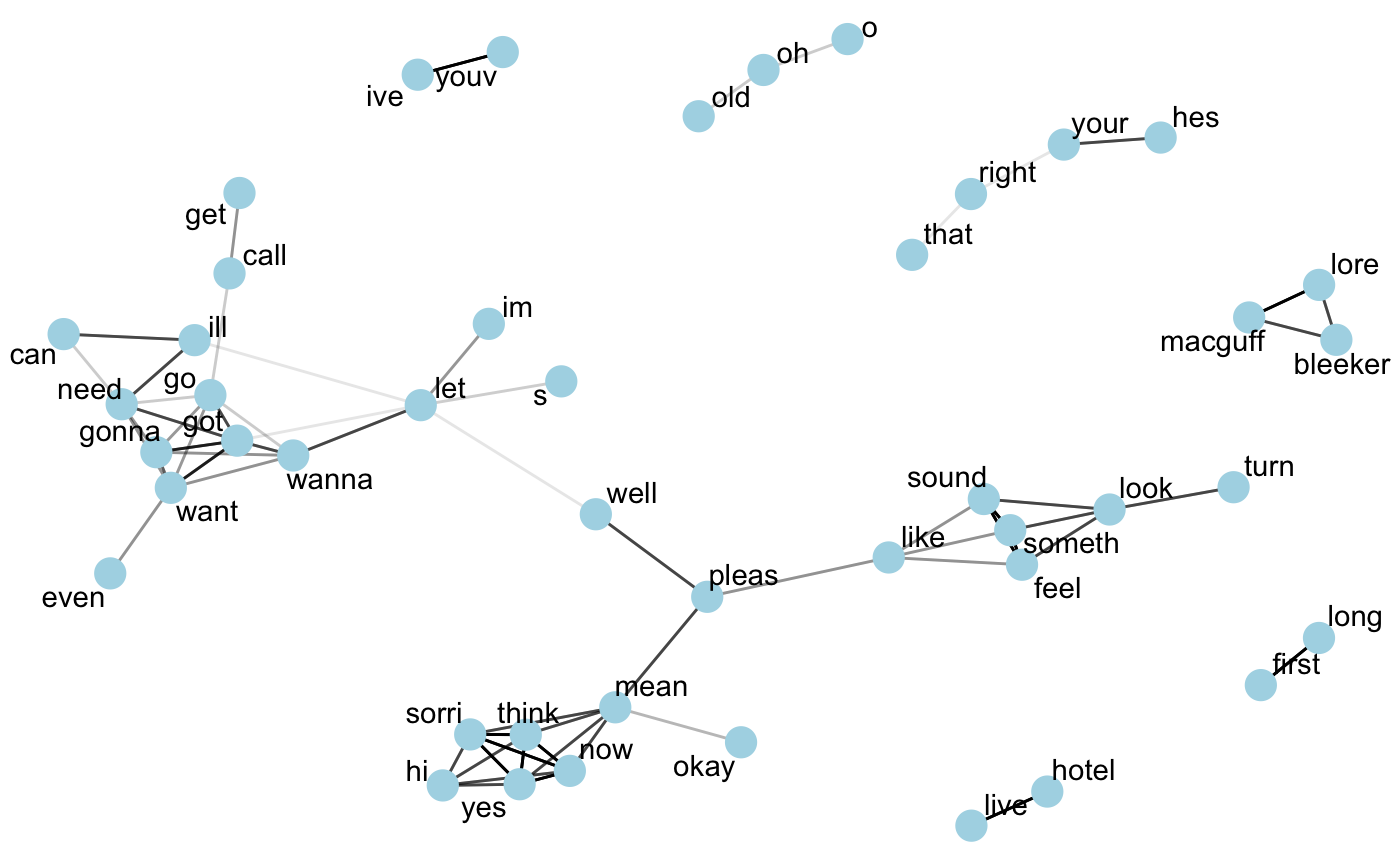 o
oh
ive
youv
old
your
hes
right
get
that
call
lore
im
ill
macguff
can
bleeker
go
need
let
s
got
gonna
wanna
turn
sound
look
well
want
like
someth
pleas
feel
even
long
first
mean
sorri
think
now
okay
hi
hotel
yes
live